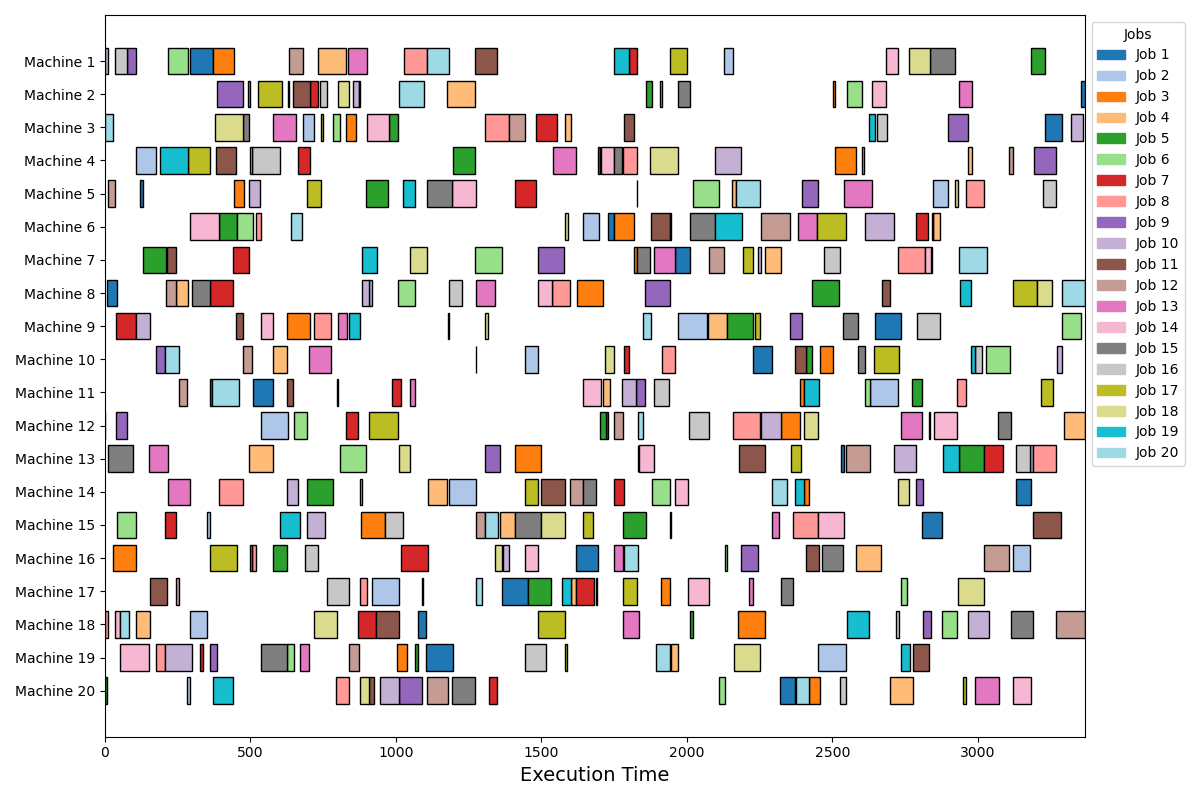 Machine 1
Machine 2
Machine 3
Machine 4
Machine 5
Machine 6
Machine 7
Machine 8
Machine 9
Machine 10
Machine 11
Machine 12
Machine 13
Machine 14
Machine 15
Machine 16
Machine 17
Machine 18
Machine 19
Machine 20
0 500 1000 1500 2000 2500 3000
Execution Time
Jobs
Job 1
Job 2
Job 3
Job 4
Job 5
Job 6
Job 7
Job 8
Job 9
Job 10
Job 11
Job 12
Job 13
Job 14
Job 15
Job 16
Job 17
Job 18
Job 19
Job 20